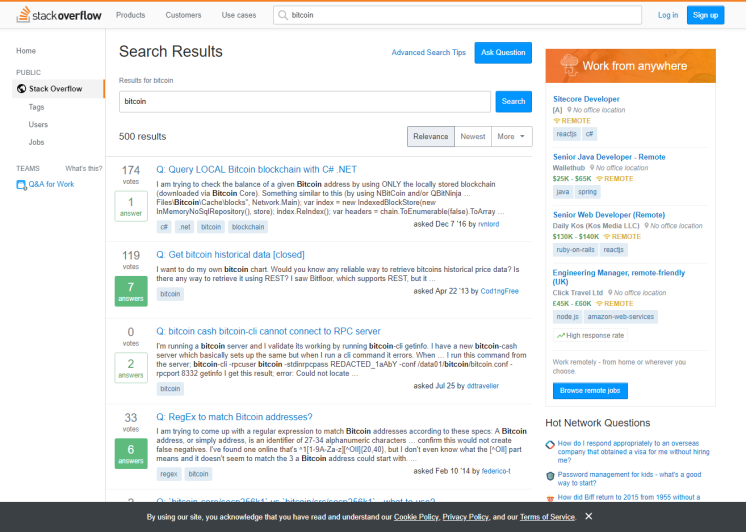 stackoverflow Products Customers Use cases bitcoin Log in Sign up
Home
PUBLIC
Stack Overflow
Tags
Users
Jobs
TEAMS What's this?
Q&A for Work
Search Results
Advanced Search Tips Ask Question
Results for bitcoin
bitcoin Search
500 results Relevance Newest More
174
votes
1
answer
Q: Query LOCAL Bitcoin blockchain with C# .NET
I am trying to check the balance of a given Bitcoin address by using ONLY the locally stored blockchain
(downloaded via Bitcoin Core). Something similar to this (by using NBitCoin and/or QBitNinja ...
Files\Bitcoin\Cache\blocks", Network.Main); var index = new IndexedBlockStore(new
InMemoryNoSqlRepository(), store); index.ReIndex(); var headers = chain.ToEnumerable(false).ToArray ...
c# .net bitcoin blockchain
asked Dec 7 '16 by rvnlord
119
votes
7
answers
Q: Get bitcoin historical data [closed]
I want to do my own bitcoin chart. Would you know any reliable way to retrieve bitcoins historical price data? Is
there any way to retrieve it using REST? I saw Bitfloor, which supports REST, but it ...
bitcoin
asked Apr 22 '13 by Cod1ngFree
0
votes
2
answers
Q: bitcoin cash bitcoin-cli cannot connect to RPC server
I'm running a bitcoin server and I validate its working by running bitcoin-cli getinfo. I have a new bitcoin-cash
server which basically sets up the same but when I run a cli command it errors. When ... I run this command from
the server; bitcoin-cli -rpcuser bitcoin -stdinrpcpass REDACTED_1aAbY -conf /data01/bitcoin/bitcoin.conf -
rpcport 8332 getinfo I get this result; error: Could not locate ...
bitcoin
asked Jul 25 by ddtraveller
33
votes
6
answers
Q: RegEx to match Bitcoin addresses?
I am trying to come up with a regular expression to match Bitcoin addresses according to these specs: A Bitcoin
address, or simply address, is an identifier of 27-34 alphanumeric characters ... confirm this would not create
false negatives. I've found one online that's ^1[1-9A-Za-z][^OIl]{20,40}, but I don't even know what the [^OIl] part
means and it doesn't seem to match the 3 a Bitcoin address could start with. ...
regex bitcoin
asked Feb 10 '14 by federico-t
Work from anywhere
Sitecore Developer
[A] No office location
REMOTE
reactjs c#
Senior Java Developer - Remote
Wallethub No office location
$25K - $65K REMOTE
java spring
Senior Web Developer (Remote)
Daily Kos (Kos Media LLC) No office location
$130K - $140K REMOTE
ruby-on-rails reactjs
Engineering Manager, remote-friendly
(UK)
Click Travel Ltd No office location
£45K - £60K REMOTE
node.js amazon-web-services
High response rate
Work remotely - from home or wherever you
choose.
Browse remote jobs
Hot Network Questions
How do I respond appropriately to an overseas
company that obtained a visa for me without hiring
me?
Password management for kids - what's a good
way to start?
How did Biff return to 2015 from 1955 without a
By using our site, you acknowledge that you have read and understand our Cookie Policy, Privacy Policy, and our Terms of Service.